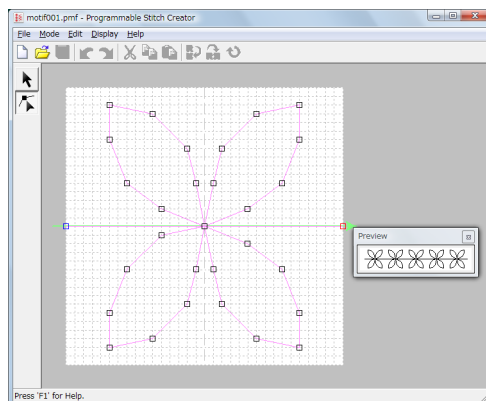 motif001.pmf - Programmable Stitch Creator
File Mode Edit Display Help
Preview
Press 'F1' for Help.